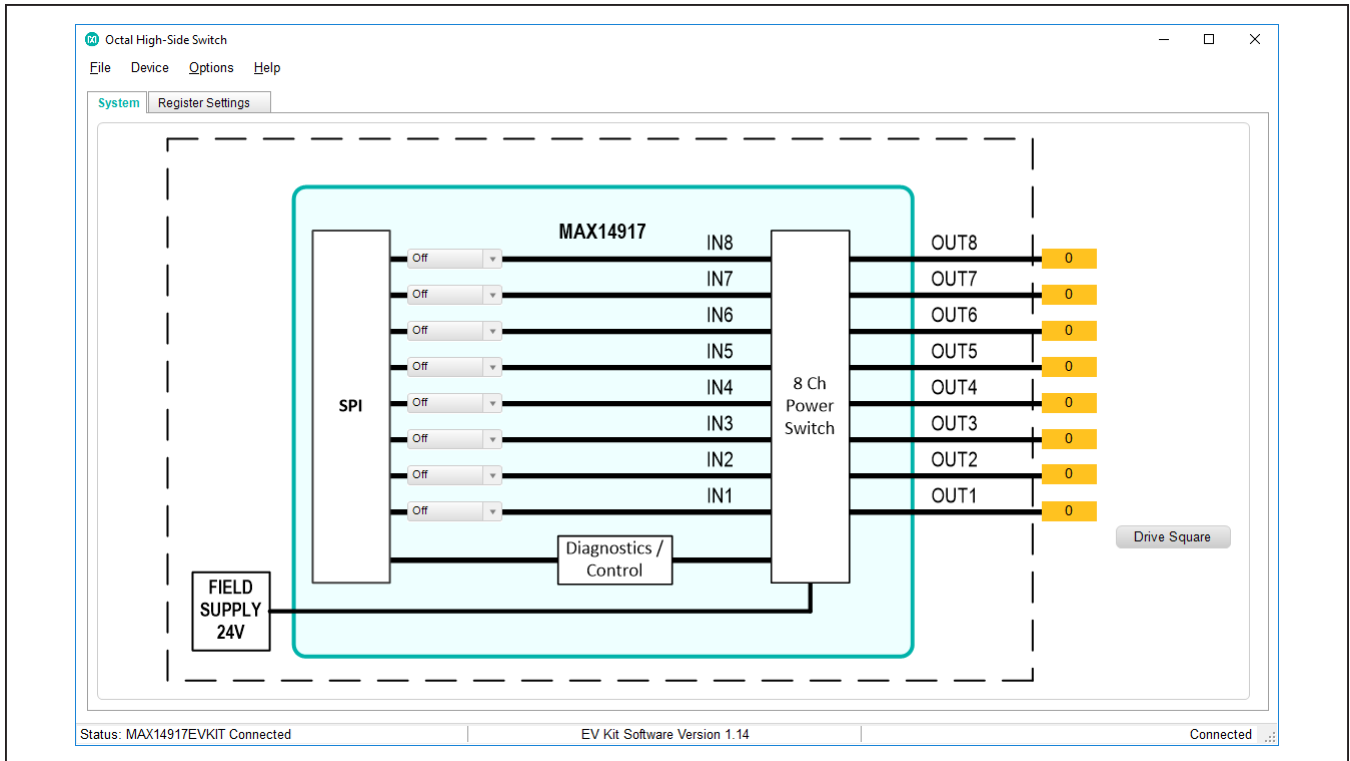 Octal High-Side Switch
File Device Options Help
System Register Settings
MAX14917
Off IN8 OUT8 0
Off IN7 OUT7 0
Off IN6 OUT6 0
Off IN5 OUT5 0
Off IN4 OUT4 0
Off IN3 OUT3 0
Off IN2 OUT2 0
Off IN1 OUT1 0
SPI
8 Ch
Power
Switch
Diagnostics /
Control
Drive Square
FIELD
SUPPLY
24V
Status: MAX14917EVKIT Connected EV Kit Software Version 1.14 Connected